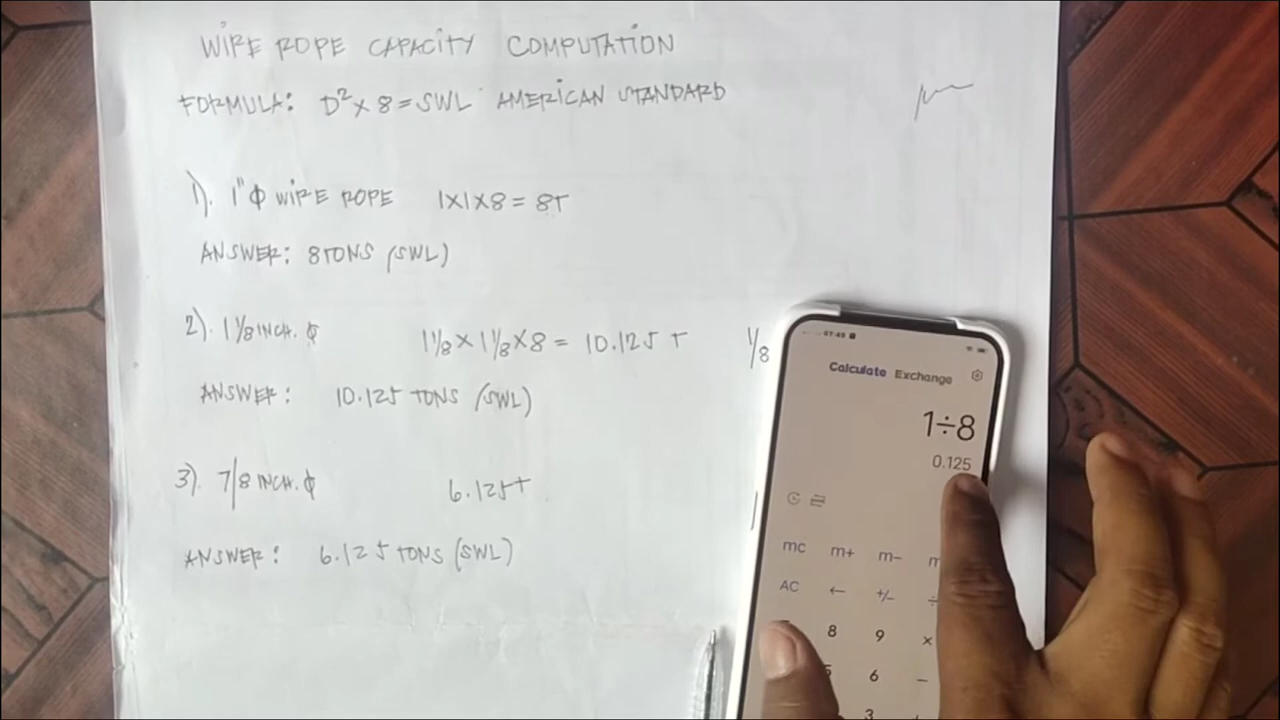 WIRE ROPE CAPACITY COMPUTATION
FORMULA: D² x 8 = SWL AMERICAN STANDARD
1). 1" ϕ WIRE ROPE 1x1x8 = 8T
ANSWER: 8TONS (SWL)
2). 1 1/8 INCH. ϕ 1 1/8 x 1 1/8 x 8 = 10.125 T 1/8
ANSWER: 10.125 TONS (SWL)
3). 7/8 INCH. ϕ 6.125T
ANSWER: 6.125 TONS (SWL)
Calculate Exchange
1÷8
0.125
mc m+ m-
AC ← +/- ÷
8 9 ×
6 −
3